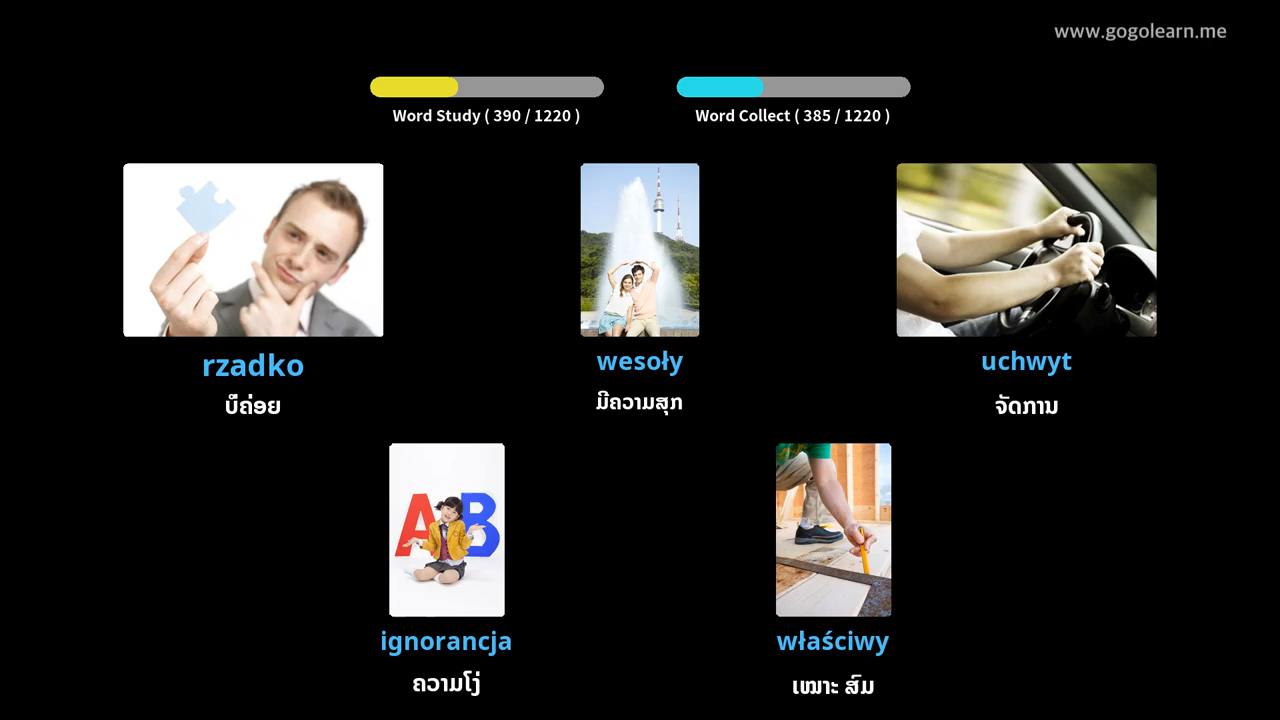 www.gogolearn.me
Word Study ( 390 / 1220 )
Word Collect ( 385 / 1220 )
rzadko
wesoły
uchwyt
ບໍ່ຄ່ອຍ
ມີຄວາມສຸກ
ຈັດການ
ignorancja
właściwy
ຄວາມໂງ່
ເໝາະ ສົມ